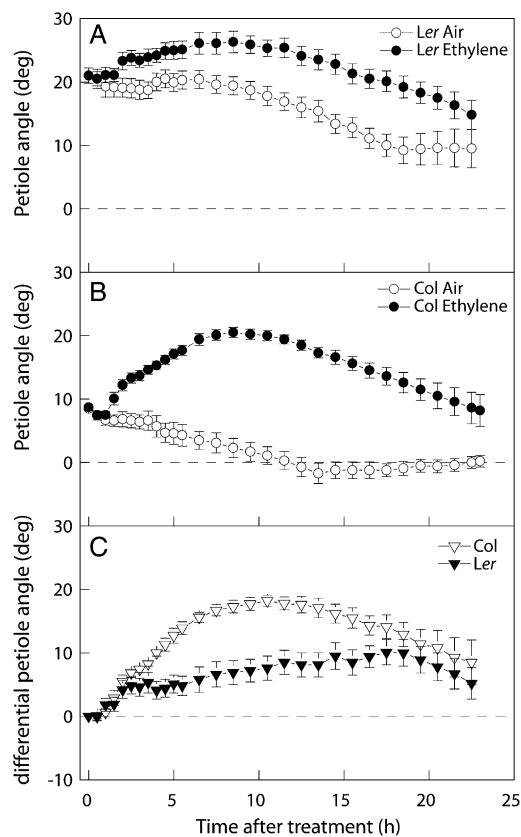 A
Ler Air
Ler Ethylene
30
20
10
0
Petiole angle (deg)
B
Col Air
Col Ethylene
30
20
10
0
Petiole angle (deg)
C
Col
Ler
30
20
10
0
-10
differential petiole angle (deg)
0 5 10 15 20 25
Time after treatment (h)